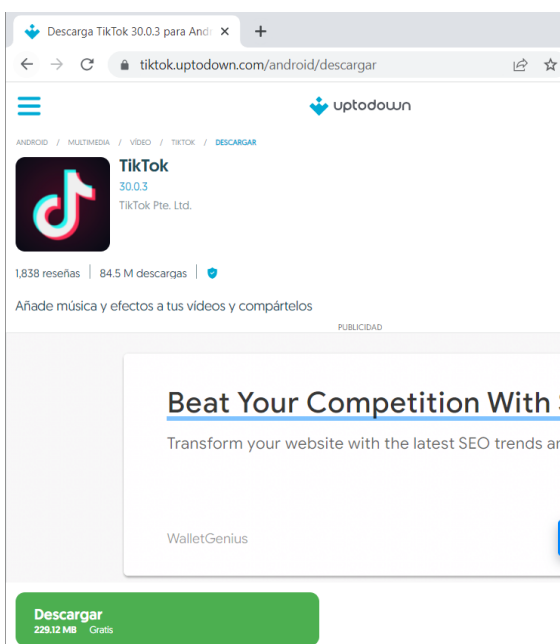 Descarga TikTok 30.0.3 para Andr
tiktok.uptodown.com/android/descargar
uptodown
ANDROID / MULTIMEDIA / VÍDEO / TIKTOK / DESCARGAR
TikTok
30.0.3
TikTok Pte. Ltd.
1,838 reseñas 84.5 M descargas
Añade música y efectos a tus vídeos y compártelos
PUBLICIDAD
Beat Your Competition With
Transform your website with the latest SEO trends
WalletGenius
Descargar
229.12 MB Gratis